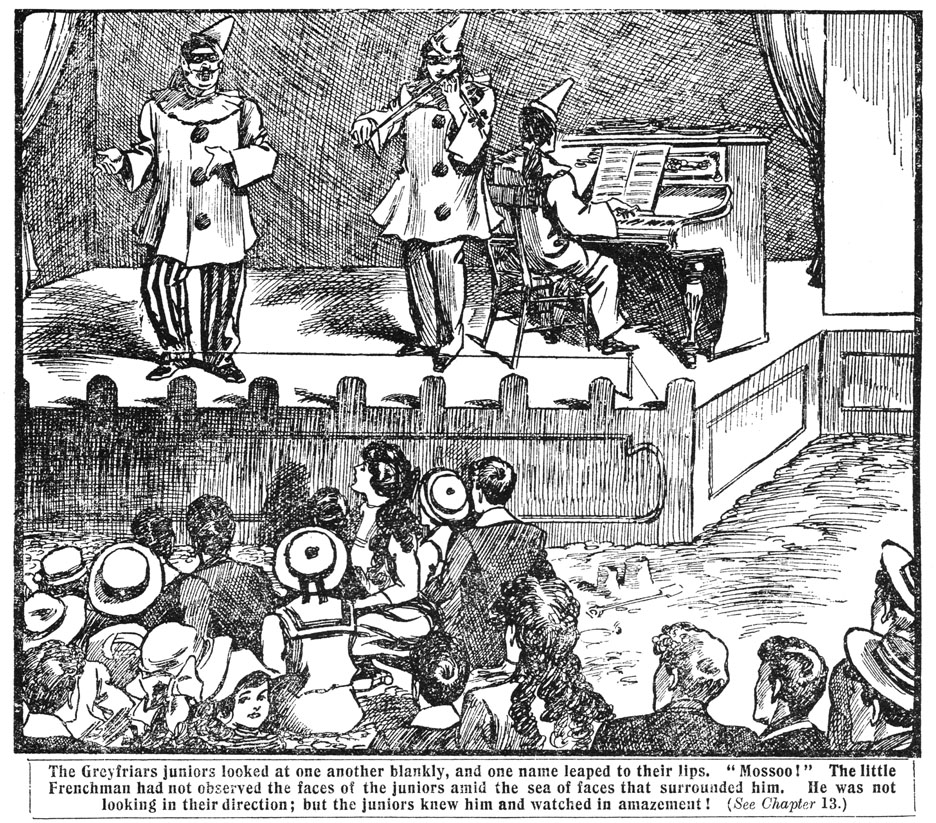 The Greyfriars juniors looked at one another blankly, and one name leaped to their lips. "Mossoo!" The little
Frenchman had not observed the faces of the juniors amid the sea of faces that surrounded him. He was not
looking in their direction; but the juniors knew him and watched in amazement! (See Chapter 13.)